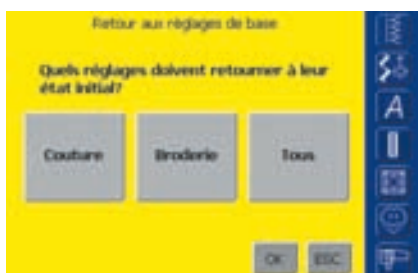 Retour aux réglages de base
Quels réglages doivent retourner à leur
état initial?
Couture
Broderie
Tous
OK
ESC
A